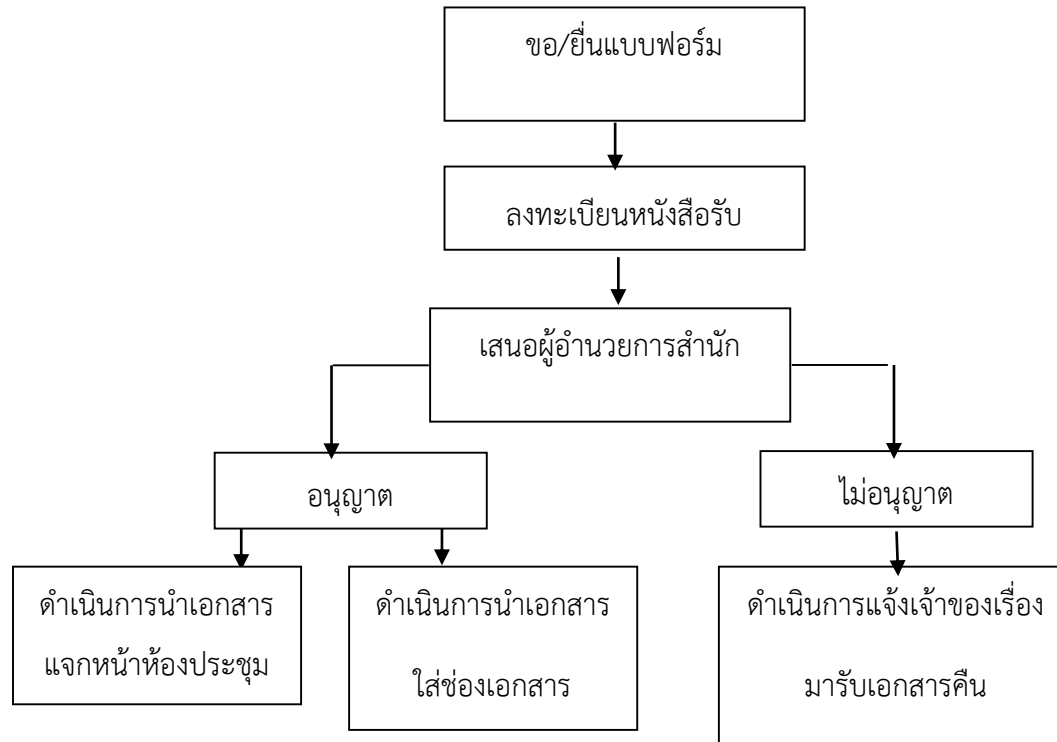 ขอ/ยื่นแบบฟอร์ม
ลงทะเบียนหนังสือรับ
เสนอผู้อำนวยการสำนัก
อนุญาต
ไม่อนุญาต
ดำเนินการนำเอกสาร
แจกหน้าห้องประชุม
ดำเนินการนำเอกสาร
ใส่ช่องเอกสาร
ดำเนินการแจ้งเจ้าของเรื่อง
มารับเอกสารคืน